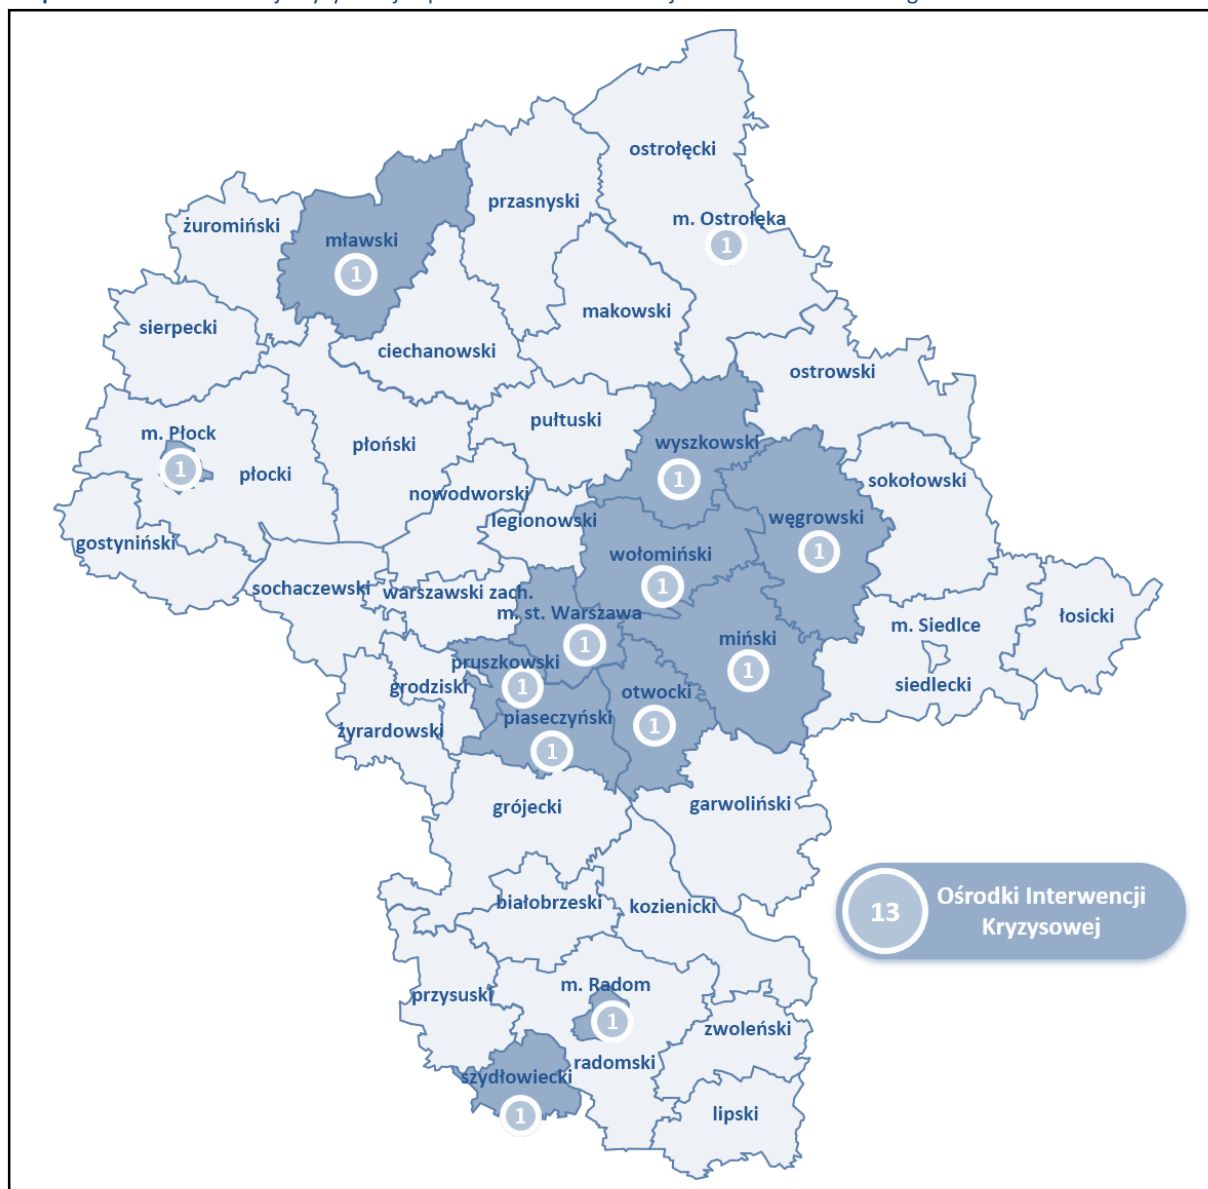 ostrołęcki
przasnyski
m. Ostrołęka
1
żuromiński
mławski
1
makowski
sierpecki
ciechanowski
ostrowski
pułtuski
m. Płock
1
płocki
płoński
wyszkowski
1
sokołowski
nowodworski
legionowski
węgrowski
1
gostyniński
wołomiński
1
sochaczewski
warszawski zach.
m. st. Warszawa
1
łosicki
m. Siedlce
siedlecki
miński
1
pruszkowski
1
grodziski
otwocki
1
piaseczyński
1
żyrardowski
grójecki
garwoliński
13
Ośrodki Interwencji
Kryzysowej
białobrzeski
kozienicki
m. Radom
1
przysuski
zwoleński
radomski
szydłowiecki
1
lipski